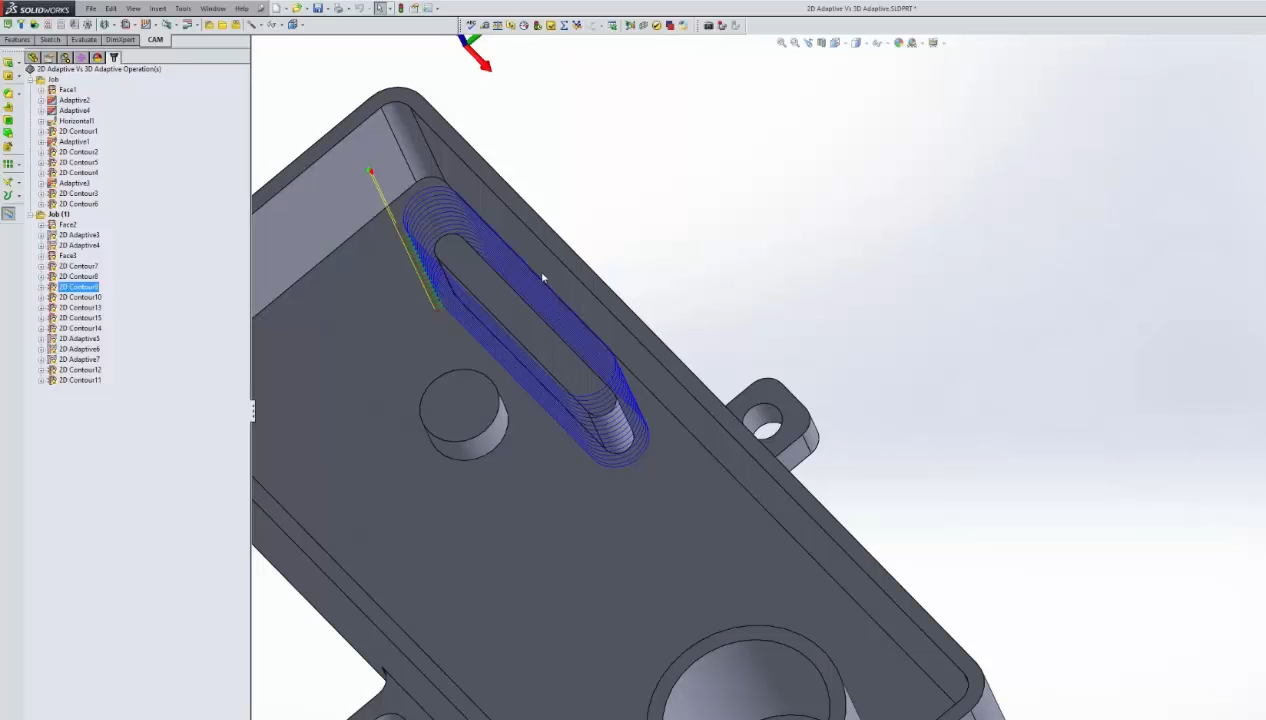 SOLIDWORKS File Edit View Insert Tools Window Help
2D Adaptive Vs 3D Adaptive.SLDPRT *
Features Sketch Evaluate DimXpert CAM
2D Adaptive Vs 3D Adaptive Operation(s)
Job
Face1
Adaptive2
Adaptive4
Horizontal1
2D Contour1
Adaptive1
2D Contour2
2D Contour5
2D Contour4
Adaptive3
2D Contour3
2D Contour6
Job (1)
Face2
2D Adaptive3
2D Adaptive4
Face3
2D Contour7
2D Contour8
2D Contour9
2D Contour10
2D Contour13
2D Contour15
2D Contour14
2D Adaptive5
2D Adaptive6
2D Adaptive7
2D Contour12
2D Contour11